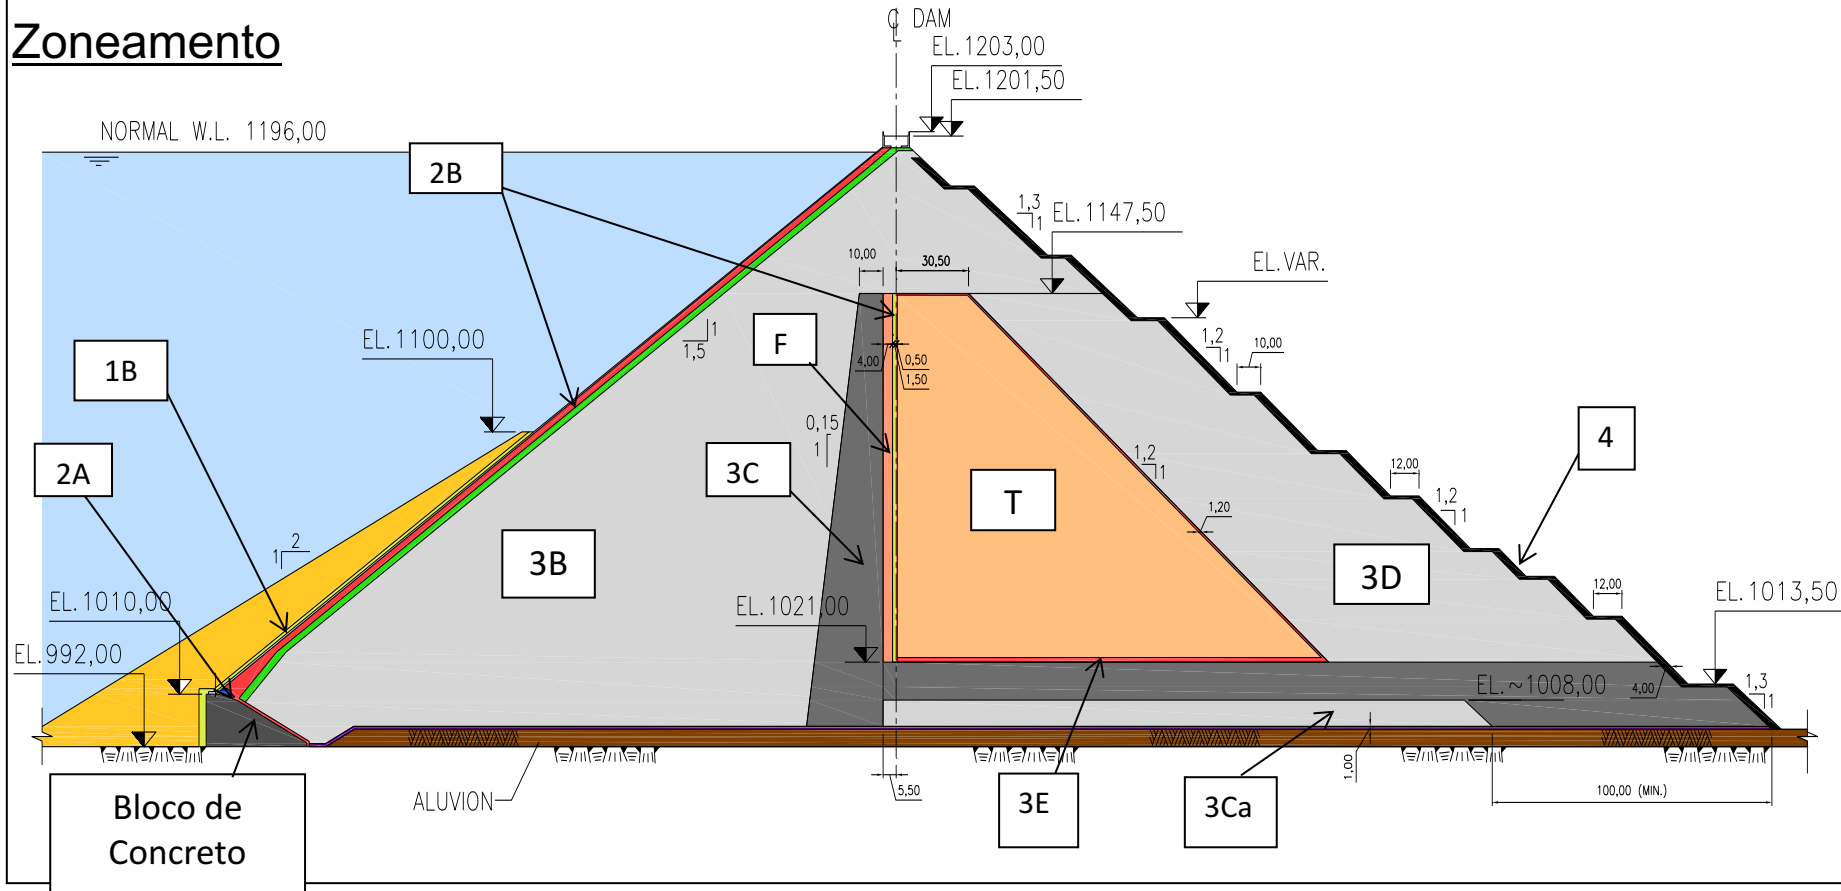 Zoneamento
℄ DAM
EL.1203,00
EL.1201,50
NORMAL W.L. 1196,00
2B
1,3
1
EL.1147,50
10,00
30,50
EL.VAR.
1
1,5
EL.1100,00
F
4,00
0,50
1,50
1,2
1
10,00
1B
0,15
1
4
2A
3C
1,2
1
12,00
1,2
1
T
1,20
2
1
3B
3D
EL.1010,00
EL.1021,00
12,00
EL.1013,50
EL.992,00
EL.~1008,00
4,00
1,3
1
1,00
ALUVION
5,50
3E
3Ca
100,00 (MIN.)
Bloco de
Concreto